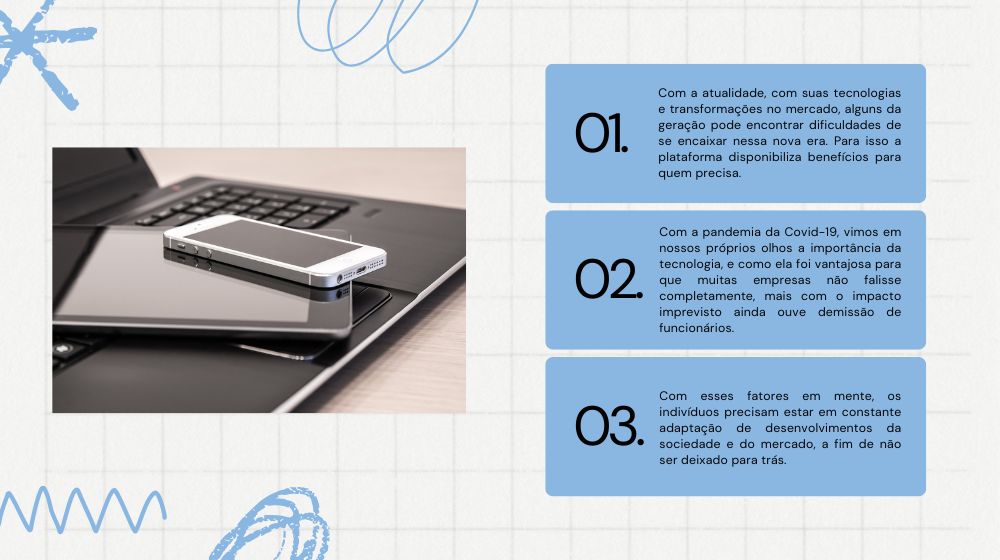 01.
Com a atualidade, com suas tecnologias
e transformações no mercado, alguns da
geração pode encontrar dificuldades de
se encaixar nessa nova era. Para isso a
plataforma disponibiliza benefícios para
quem precisa.
02.
Com a pandemia da Covid-19, vimos em
nossos próprios olhos a importância da
tecnologia, e como ela foi vantajosa para
que muitas empresas não falisse
completamente, mais com o impacto
imprevisto ainda ouve demissão de
funcionários.
03.
Com esses fatores em mente, os
indivíduos precisam estar em constante
adaptação de desenvolvimentos da
sociedade e do mercado, a fim de não
ser deixado para trás.